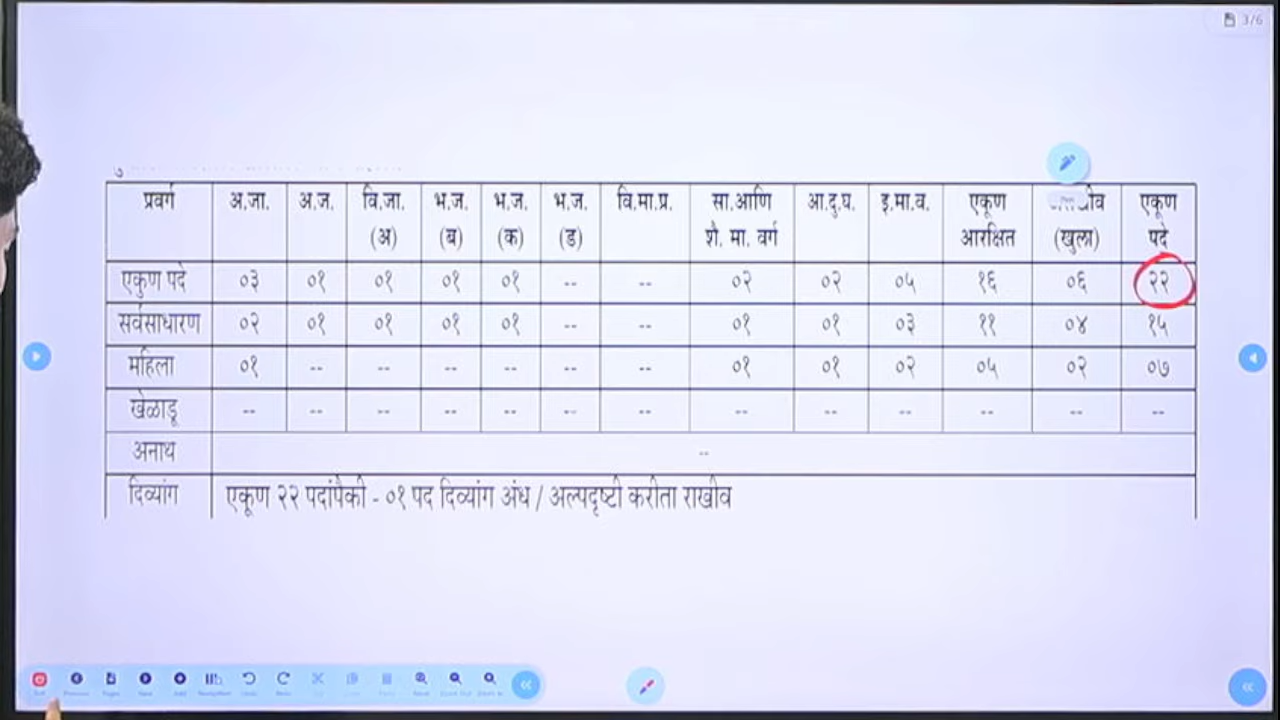 3/6
प्रवर्ग अ.जा. अ.ज. वि.जा. (अ) भ.ज. (ब) भ.ज. (क) भ.ज. (ड) वि.मा.प्र. सा.आणि शै. मा. वर्ग आ.दु.घ. इ.मा.व. एकूण आरक्षित (खुला) एकूण पदे
एकुण पदे ०३ ०१ ०१ ०१ ०१ -- -- ०२ ०२ ०५ १६ ०६ २२
सर्वसाधारण ०२ ०१ ०१ ०१ ०१ -- -- ०१ ०१ ०३ ११ ०४ १५
महिला ०१ -- -- -- -- -- -- ०१ ०१ ०२ ०५ ०२ ०७
खेळाडू -- -- -- -- -- -- -- -- -- -- -- -- --
अनाथ --
दिव्यांग एकूण २२ पदांपैकी - ०१ पद दिव्यांग अंध / अल्पदृष्टी करीता राखीव